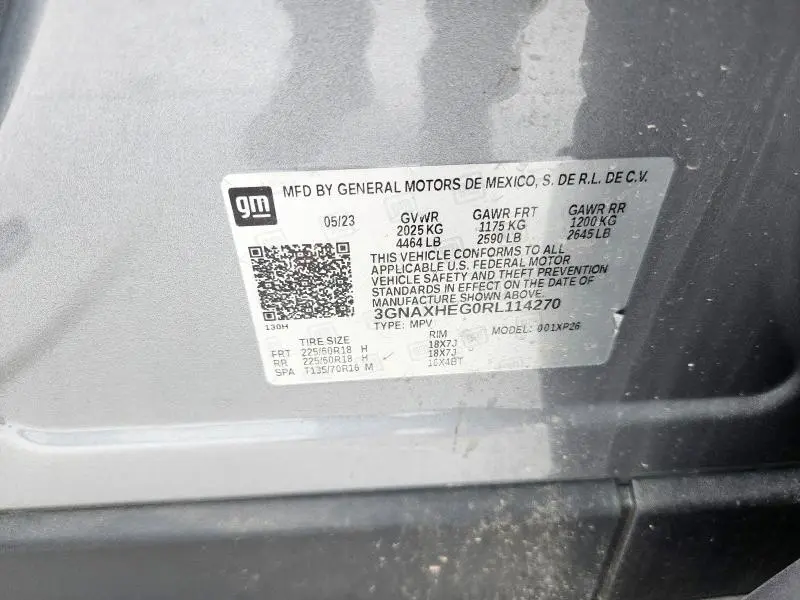 gm
MFD BY GENERAL MOTORS DE MEXICO, S. DE R.L. DE C.V.
05/23 GVWR GAWR FRT GAWR RR
2025 KG 1175 KG 1200 KG
4464 LB 2590 LB 2645 LB
THIS VEHICLE CONFORMS TO ALL
APPLICABLE U.S. FEDERAL MOTOR
VEHICLE SAFETY AND THEFT PREVENTION
STANDARDS IN EFFECT ON THE DATE OF
MANUFACTURE SHOWN ABOVE.
3GNAXHEG0RL114270
130H
TYPE: MPV MODEL: 001XP26
TIRE SIZE RIM
FRT 225/60R18 H 18X7J
RR 225/60R18 H 18X7J
SPA T135/70R16 M 16X4BT